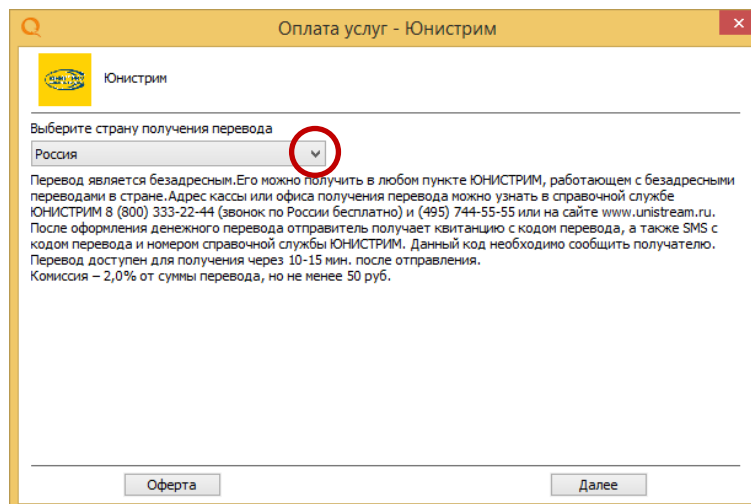 Оплата услуг - Юнистрим
Юнистрим
Выберите страну получения перевода
Россия
Перевод является безадресным.Его можно получить в любом пункте ЮНИСТРИМ, работающем с безадресными
переводами в стране.Адрес кассы или офиса получения перевода можно узнать в справочной службе
ЮНИСТРИМ 8 (800) 333-22-44 (звонок по России бесплатно) и (495) 744-55-55 или на сайте www.unistream.ru.
После оформления денежного перевода отправитель получает квитанцию с кодом перевода, а также SMS с
кодом перевода и номером справочной службы ЮНИСТРИМ. Данный код необходимо сообщить получателю.
Перевод доступен для получения через 10-15 мин. после отправления.
Комиссия – 2,0% от суммы перевода, но не менее 50 руб.
Оферта
Далее